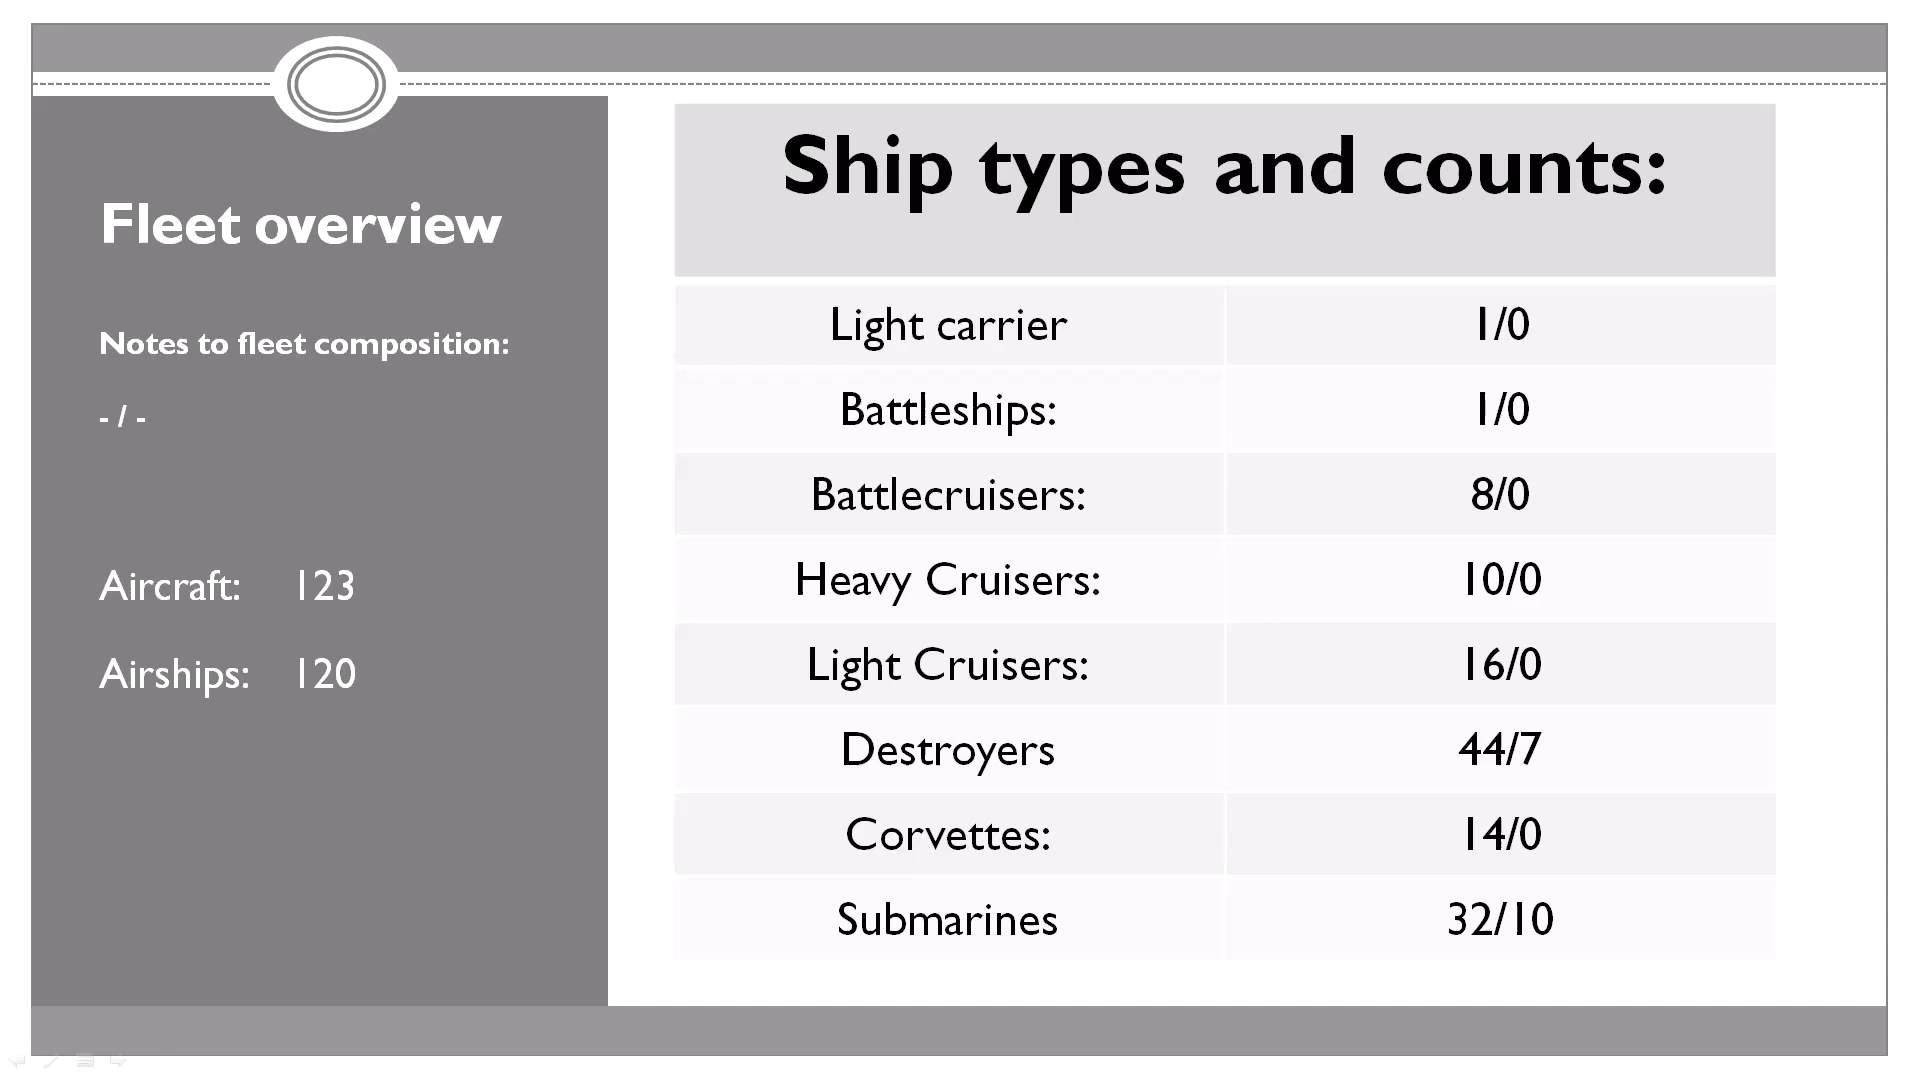 Fleet overview
Notes to fleet composition:
- / -
Aircraft: 123
Airships: 120
Ship types and counts:
Light carrier 1/0
Battleships: 1/0
Battlecruisers: 8/0
Heavy Cruisers: 10/0
Light Cruisers: 16/0
Destroyers 44/7
Corvettes: 14/0
Submarines 32/10